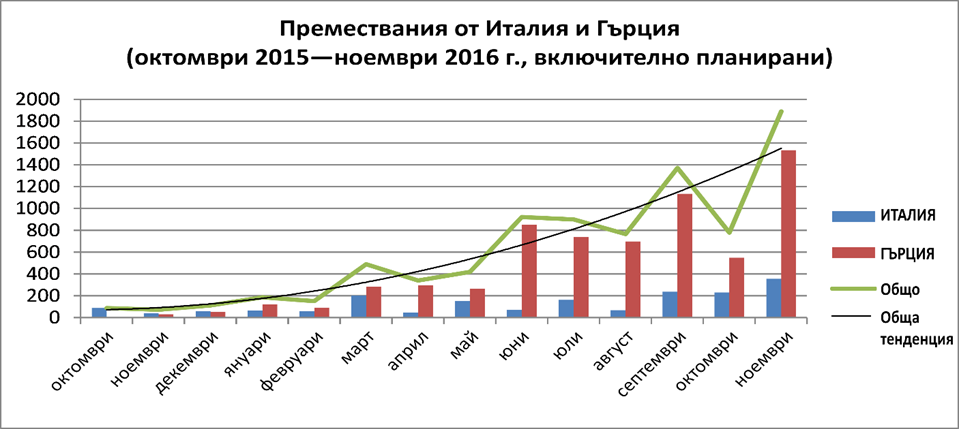 Премествания от Италия и Гърция
(октомври 2015—ноември 2016 г., включително планирани)
2000
1800
1600
1400
1200
1000
800
600
400
200
0
октомври
ноември
декември
януари
февруари
март
април
май
юни
юли
август
септември
октомври
ноември
ИТАЛИЯ
ГЪРЦИЯ
Общо
Обща
тенденция